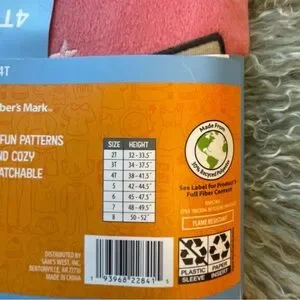 4T
4T
ber's Mark™
FUN PATTERNS
ND COZY
ATCHABLE
SIZE HEIGHT
2T 32 - 33.5"
3T 34 - 37.5"
4T 38 - 41.5"
5 42 - 44.5"
6 45 - 47.5"
7 48 - 49.5"
8 50 - 52"
Made From
Recycled
See Label for Product
Full Fiber Content
FLAME RESISTANT
DISTRIBUTED BY
SAM'S WEST, INC.
BENTONVILLE, AR 72716
MADE IN CHINA
1 93968 22841
PLASTIC
SLEEVE
PAPER
INSERT